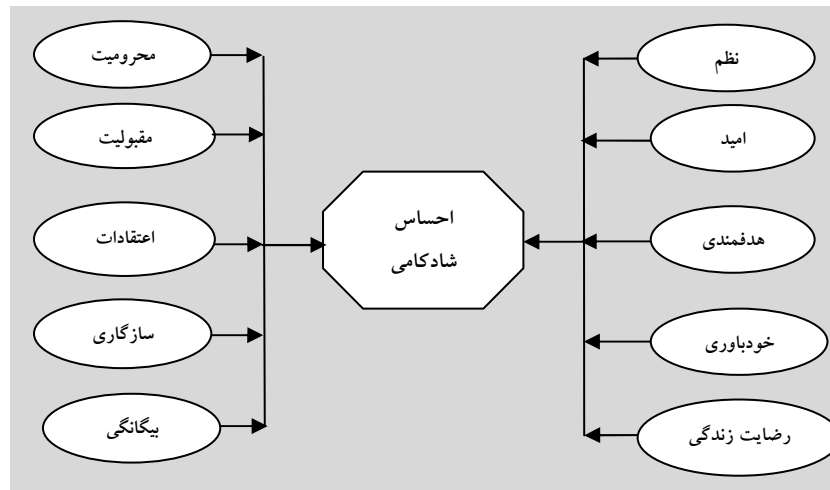 نظم
امید
هدفمندی
خودباوری
رضایت زندگی
احساس
شادکامی
محرومیت
مقبولیت
اعتقادات
سازگاری
بیگانگی